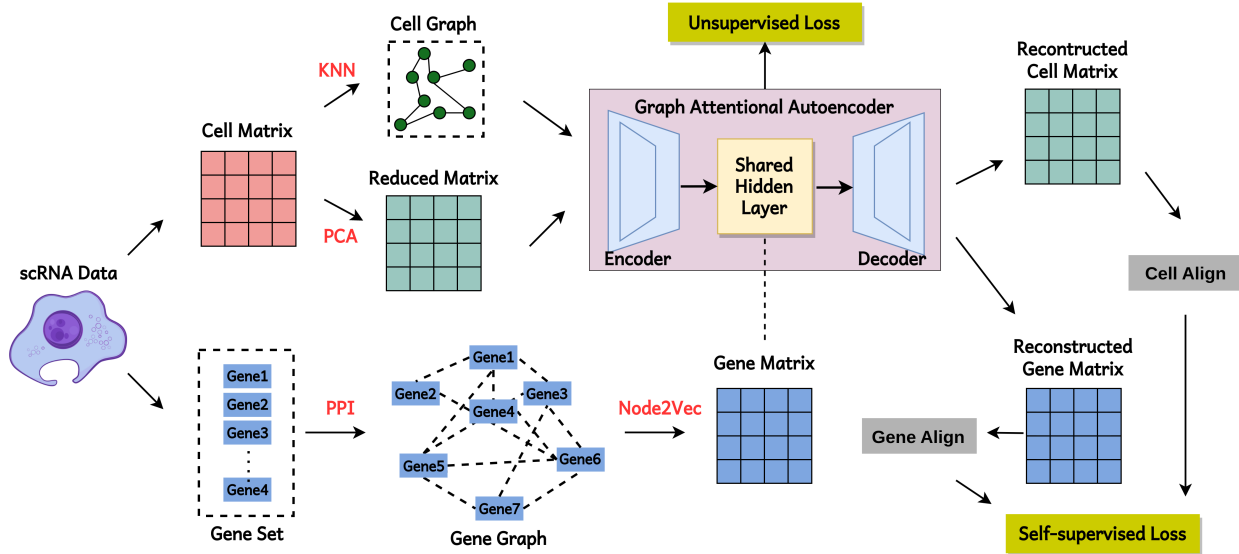 Unsupervised Loss
Cell Graph
KNN
Recontructed
Cell Matrix
Graph Attentional Autoencoder
Cell Matrix
Reduced Matrix
Shared
Hidden
Layer
PCA
Encoder
Decoder
scRNA Data
Cell Align
Gene1
Gene2
Gene3
Gene4
Gene Set
PPI
Gene1
Gene2
Gene3
Gene4
Gene5
Gene6
Gene7
Gene Graph
Node2Vec
Gene Matrix
Reconstructed
Gene Matrix
Gene Align
Self-supervised Loss